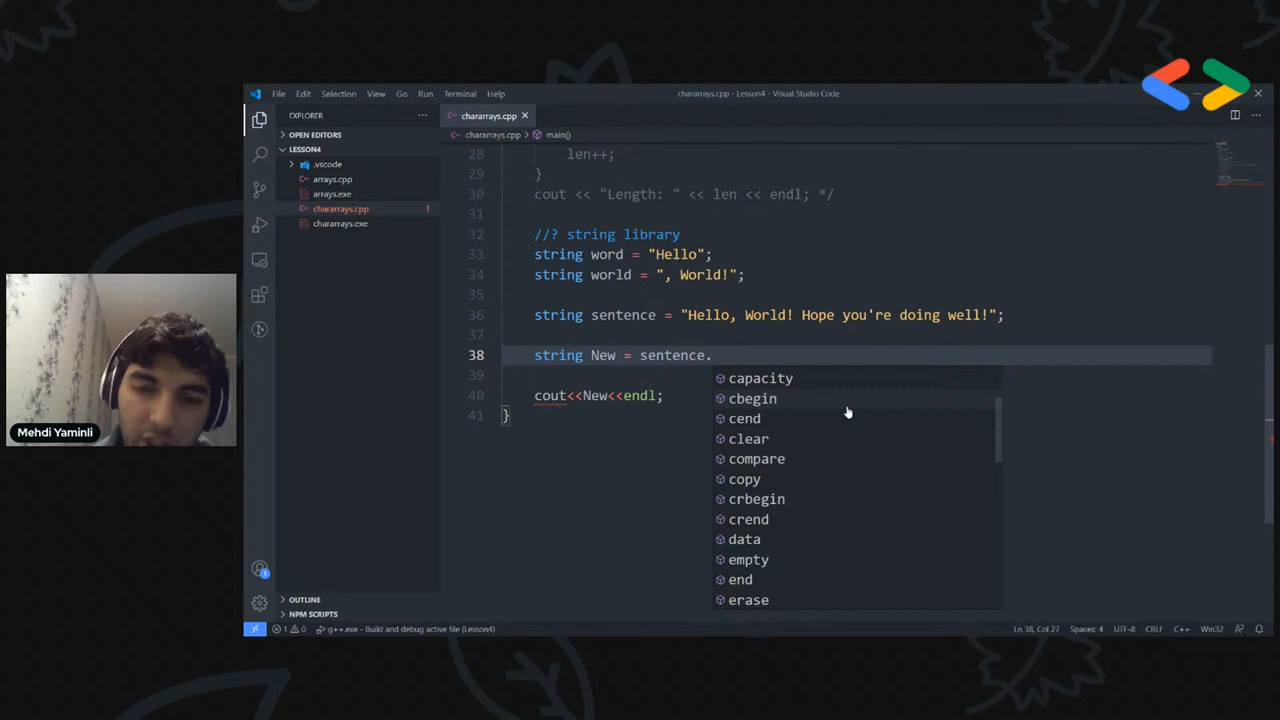 File Edit Selection View Go Run Terminal Help
chararrays.cpp - Lesson4 - Visual Studio Code
EXPLORER
OPEN EDITORS
LESSON4
.vscode
arrays.cpp
arrays.exe
chararrays.cpp 1
chararrays.exe
OUTLINE
NPM SCRIPTS
chararrays.cpp
chararrays.cpp main()
28 len++;
29 }
30 cout << "Length: " << len << endl; */
31
32 //? string library
33 string word = "Hello";
34 string world = ", World!";
35
36 string sentence = "Hello, World! Hope you're doing well!";
37
38 string New = sentence.
39
40 cout<<New<<endl;
41 }
capacity
cbegin
cend
clear
compare
copy
crbegin
crend
data
empty
end
erase
1
Mehdi Yaminli
1 0 g++.exe - Build and debug active file (Lesson4) Ln 38, Col 27 Spaces: 4 UTF-8 CRLF C++ Win32